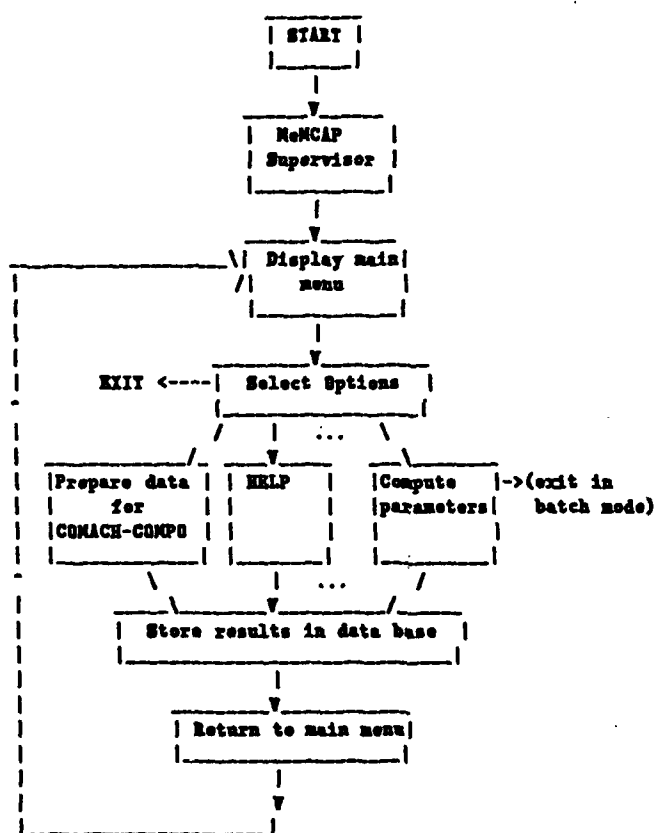 START
MeMCAP
Supervisor
Display main
menu
EXIT <----
Select Options
...
Prepare data
for
COMACH-COMPO
HELP
Compute
parameters
->(exit in
batch mode)
...
Store results in data base
Return to main menu